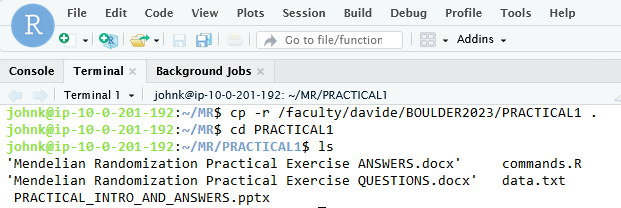 R File Edit Code View Plots Session Build Debug Profile Tools Help
Go to file/function Addins
Console Terminal Background Jobs
Terminal 1 johnk@ip-10-0-201-192: ~/MR/PRACTICAL1
johnk@ip-10-0-201-192:~/MR$ cp -r /faculty/davide/BOULDER2023/PRACTICAL1 .
johnk@ip-10-0-201-192:~/MR$ cd PRACTICAL1
johnk@ip-10-0-201-192:~/MR/PRACTICAL1$ ls
'Mendelian Randomization Practical Exercise ANSWERS.docx' commands.R
'Mendelian Randomization Practical Exercise QUESTIONS.docx' data.txt
PRACTICAL_INTRO_AND_ANSWERS.pptx